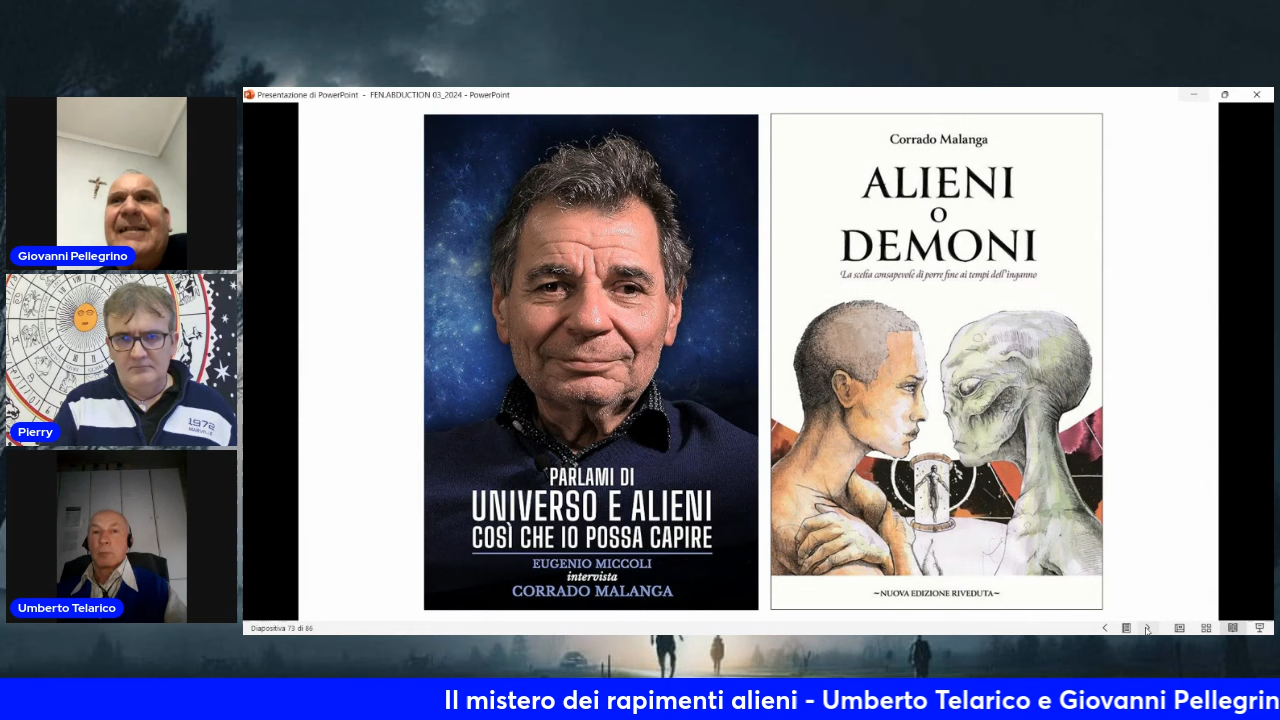 Presentazione di PowerPoint - FEN.ABDUCTION 03_2024 - PowerPoint
Giovanni Pellegrino
Pierry
1972
Umberto Telarico
PARLAMI DI
UNIVERSO E ALIENI
COSÌ CHE IO POSSA CAPIRE
EUGENIO MICCOLI
intervista
CORRADO MALANGA
Corrado Malanga
ALIENI
O
DEMONI
La scelta consapevole di porre fine ai tempi dell'inganno
~NUOVA EDIZIONE RIVEDUTA~
Diapositiva 73 di 86
Il mistero dei rapimenti alieni - Umberto Telarico e Giovanni Pellegrin